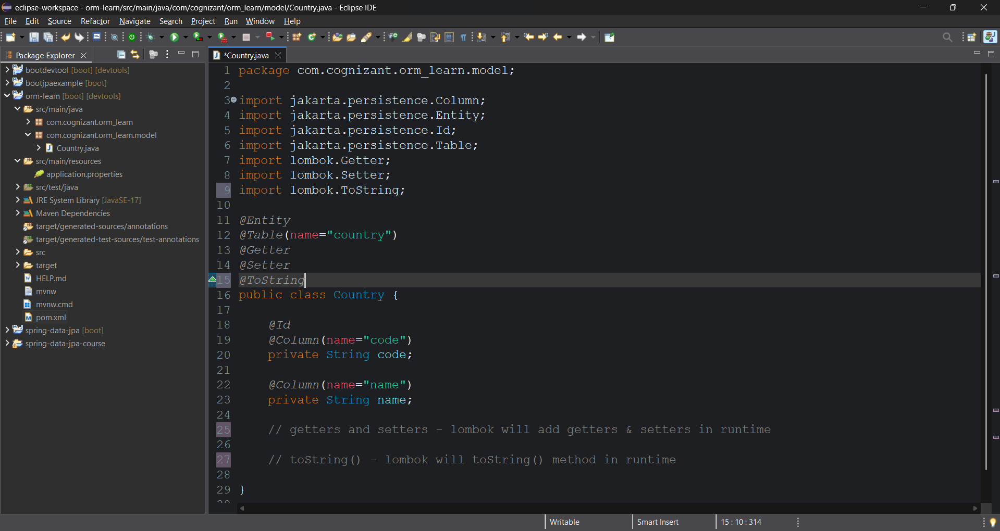 eclipse-workspace - orm-learn/src/main/java/com/cognizant/orm_learn/model/Country.java - Eclipse IDE
File Edit Source Refactor Navigate Search Project Run Window Help
Package Explorer
bootdevtool [boot] [devtools]
bootjpaexample [boot]
orm-learn [boot] [devtools]
src/main/java
com.cognizant.orm_learn
com.cognizant.orm_learn.model
Country.java
src/main/resources
application.properties
src/test/java
JRE System Library [JavaSE-17]
Maven Dependencies
target/generated-sources/annotations
target/generated-test-sources/test-annotations
src
target
HELP.md
mvnw
mvnw.cmd
pom.xml
spring-data-jpa [boot]
spring-data-jpa-course
*Country.java
1 package com.cognizant.orm_learn.model;
2
3 import jakarta.persistence.Column;
4 import jakarta.persistence.Entity;
5 import jakarta.persistence.Id;
6 import jakarta.persistence.Table;
7 import lombok.Getter;
8 import lombok.Setter;
9 import lombok.ToString;
10
11 @Entity
12 @Table(name="country")
13 @Getter
14 @Setter
15 @ToString
16 public class Country {
17
18 @Id
19 @Column(name="code")
20 private String code;
21
22 @Column(name="name")
23 private String name;
24
25 // getters and setters - lombok will add getters & setters in runtime
26
27 // toString() - lombok will toString() method in runtime
28
29 }
30
Writable Smart Insert 15 : 10 : 314